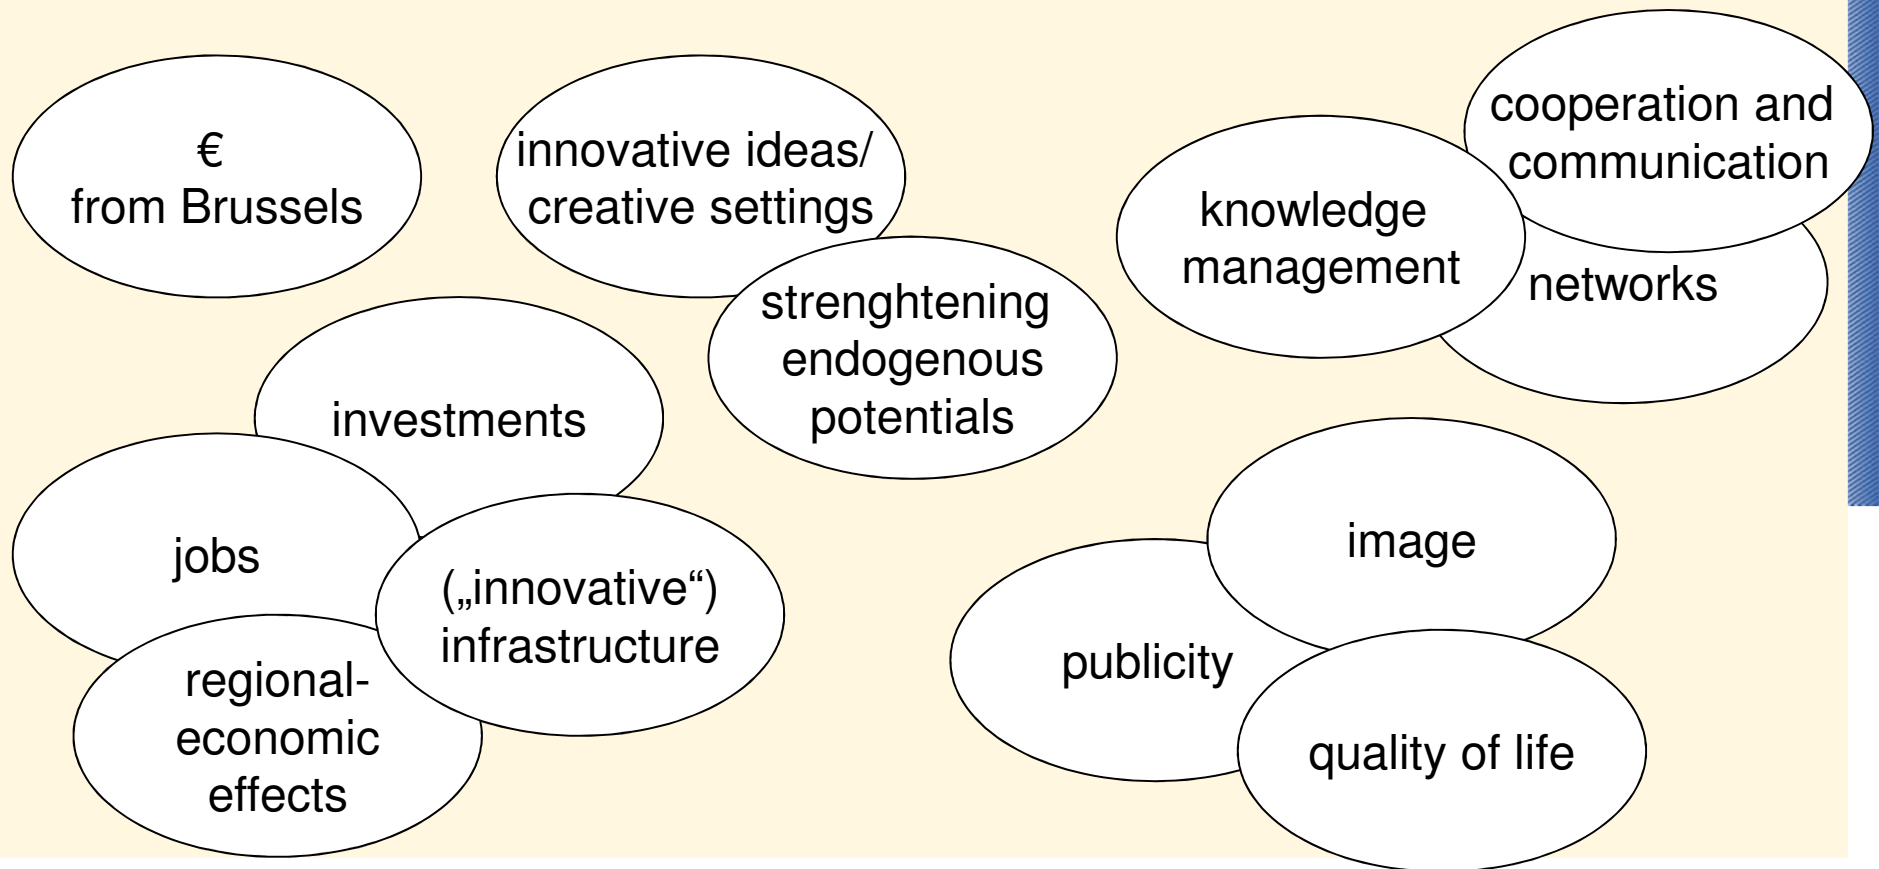 €
from Brussels
innovative ideas/
creative settings
strenghtening
endogenous
potentials
knowledge
management
cooperation and
communication
networks
investments
jobs
(„innovative“)
infrastructure
regional-
economic
effects
image
publicity
quality of life